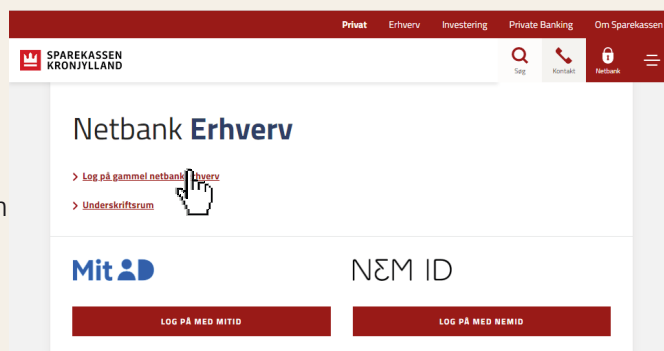 Privat Erhverv Investering Private Banking Om Sparekassen
SPAREKASSEN
KRONJYLLAND
Søg Kontakt Netbank
Netbank Erhverv
> Log på gammel netbank erhverv
> Underskriftsrum
n
Mit ID
NEM ID
LOG PÅ MED MITID
LOG PÅ MED NEMID